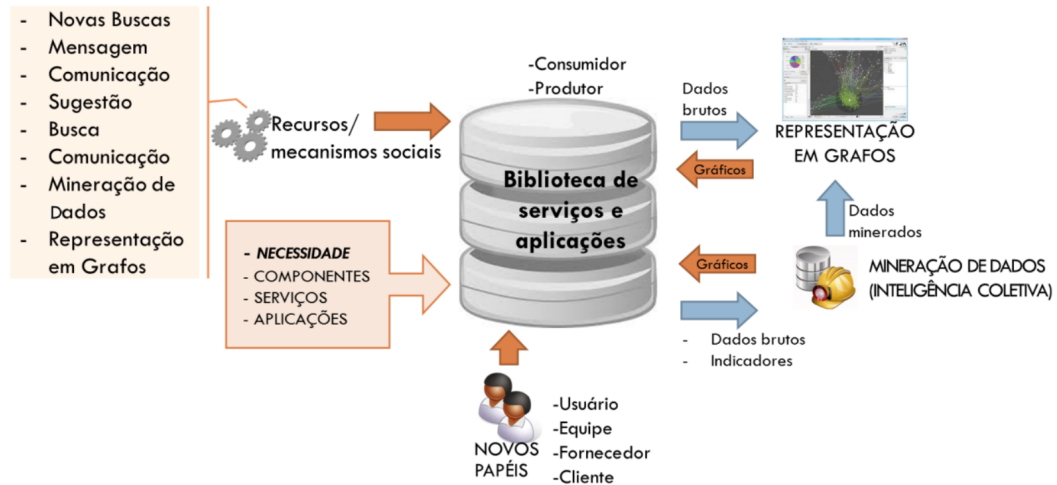 - Novas Buscas
- Mensagem
- Comunicação
- Sugestão
- Busca
- Comunicação
- Mineração de
Dados
- Representação
em Grafos
Recursos/
mecanismos sociais
- NECESSIDADE
- COMPONENTES
- SERVIÇOS
- APLICAÇÕES
-Consumidor
-Produtor
Biblioteca de
serviços e
aplicações
NOVOS
PAPÉIS
-Usuário
-Equipe
-Fornecedor
-Cliente
Dados
brutos
Gráficos
REPRESENTAÇÃO
EM GRAFOS
Dados
minerados
Gráficos
MINERAÇÃO DE DADOS
(INTELIGÊNCIA COLETIVA)
- Dados brutos
- Indicadores